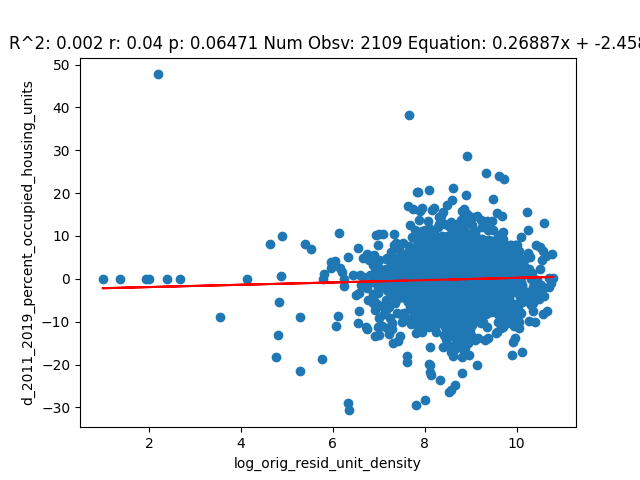 R^2: 0.002 r: 0.04 p: 0.06471 Num Obsv: 2109 Equation: 0.26887x + -2.458
d_2011_2019_percent_occupied_housing_units
50
40
30
20
10
0
−10
−20
−30
2 4 6 8 10
log_orig_resid_unit_density